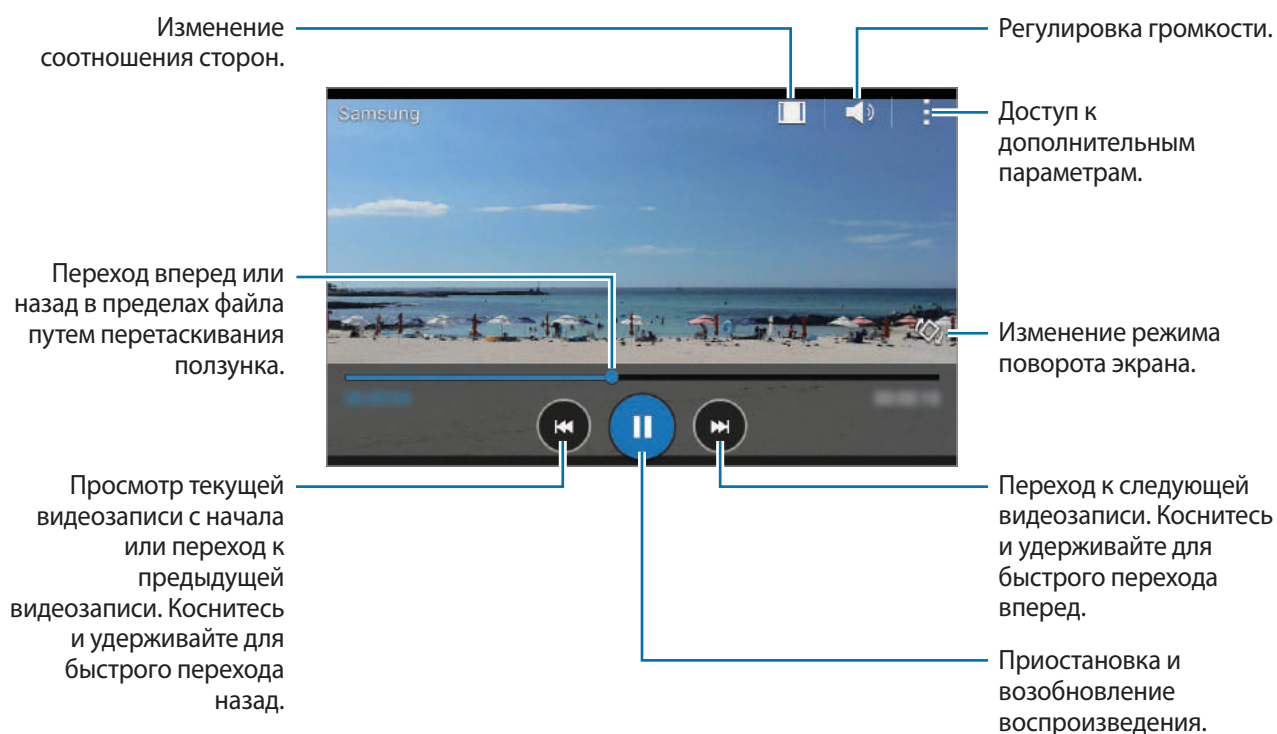 Изменение
соотношения сторон.
Регулировка громкости.
Samsung
Доступ к
дополнительным
параметрам.
Переход вперед или
назад в пределах файла
путем перетаскивания
ползунка.
Изменение режима
поворота экрана.
Просмотр текущей
видеозаписи с начала
или переход к
предыдущей
видеозаписи. Коснитесь
и удерживайте для
быстрого перехода
назад.
Переход к следующей
видеозаписи. Коснитесь
и удерживайте для
быстрого перехода
вперед.
Приостановка и
возобновление
воспроизведения.